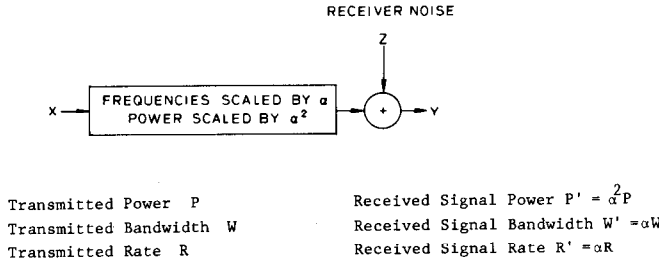 RECEIVER NOISE
Z
X
FREQUENCIES SCALED BY α
POWER SCALED BY α²
+
Y
Transmitted Power P
Received Signal Power P' = α²P
Transmitted Bandwidth W
Received Signal Bandwidth W' =αW
Transmitted Rate R
Received Signal Rate R' =αR